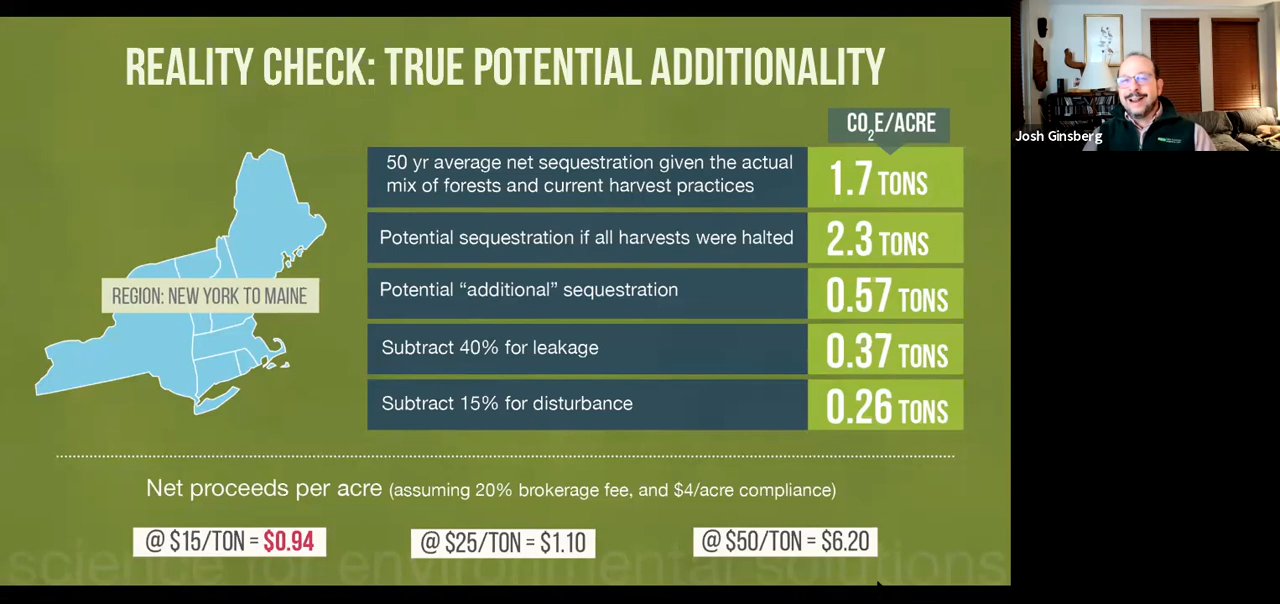 REALITY CHECK: TRUE POTENTIAL ADDITIONALITY
CO2E/ACRE
50 yr average net sequestration given the actual
mix of forests and current harvest practices
1.7 TONS
Potential sequestration if all harvests were halted
2.3 TONS
Potential “additional” sequestration
0.57 TONS
Subtract 40% for leakage
0.37 TONS
Subtract 15% for disturbance
0.26 TONS
REGION: NEW YORK TO MAINE
Net proceeds per acre (assuming 20% brokerage fee, and $4/acre compliance)
@ $15/TON = $0.94
@ $25/TON = $1.10
@ $50/TON = $6.20
science for environmental solutions
Josh Ginsberg